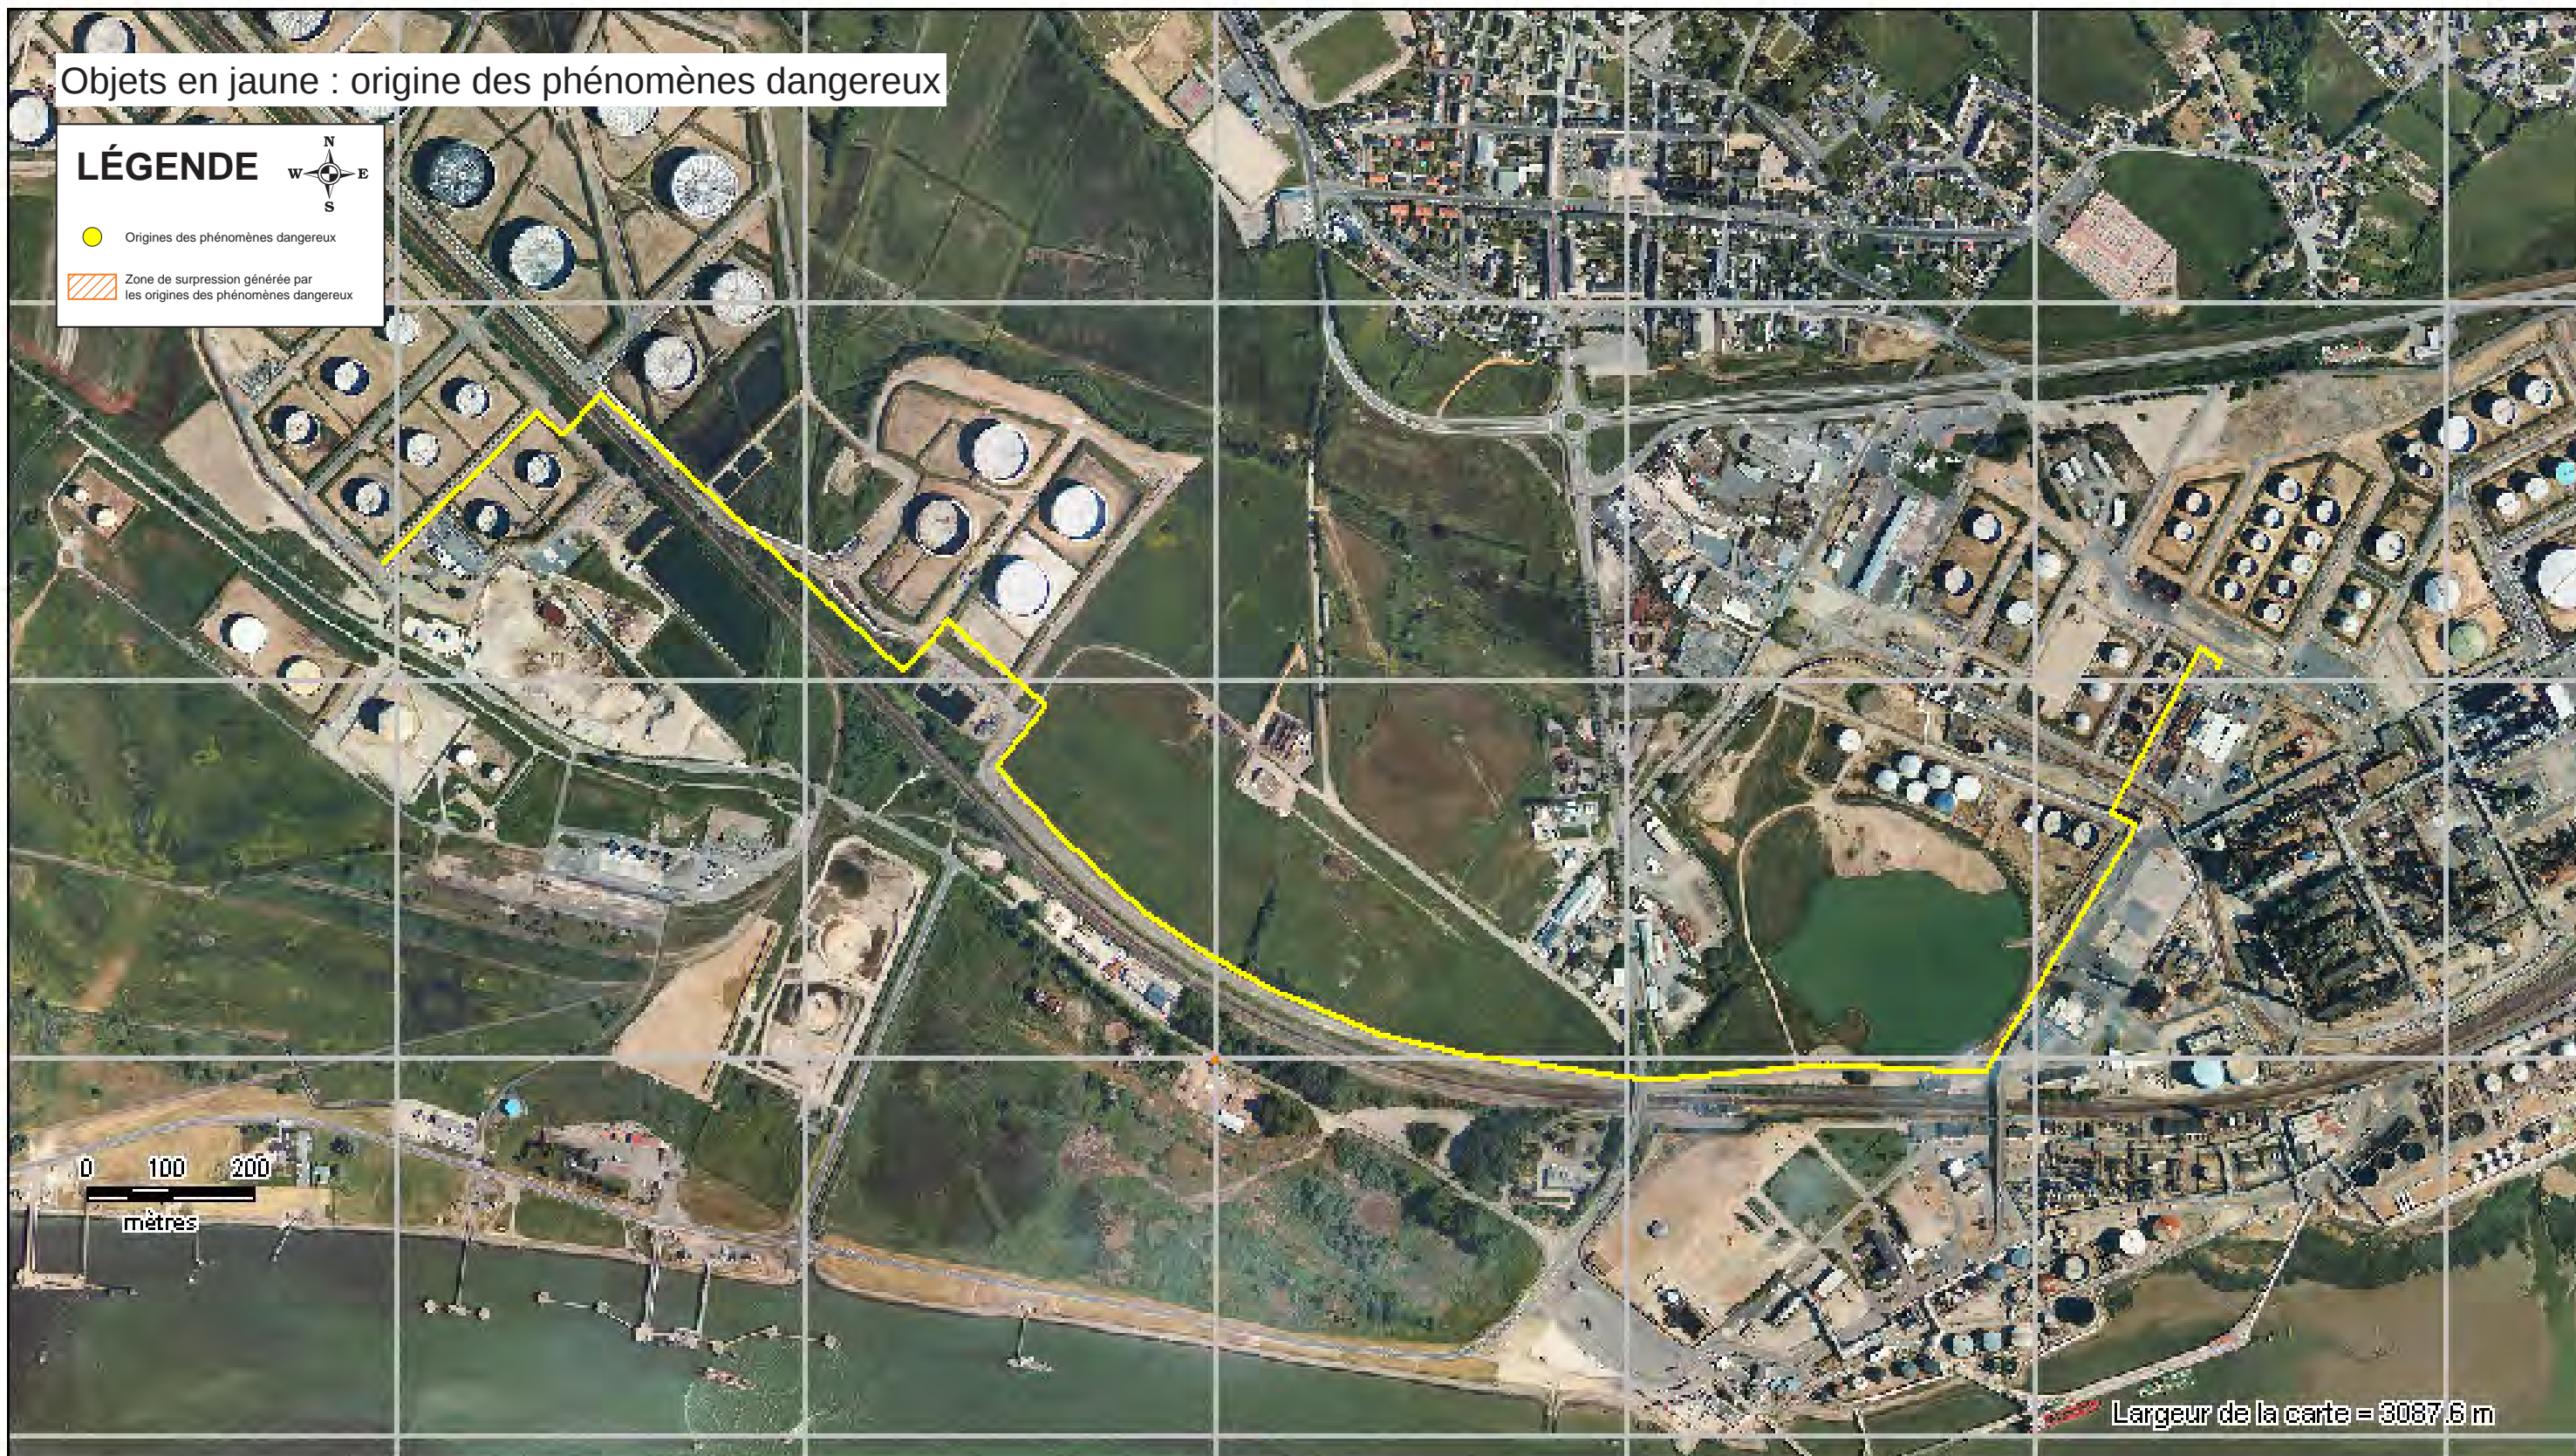 Objets en jaune : origine des phénomènes dangereux
LÉGENDE
N
W E
S
Origines des phénomènes dangereux
Zone de surpression générée par
les origines des phénomènes dangereux
0 100 200
mètres
Largeur de la carte = 3087.6 m